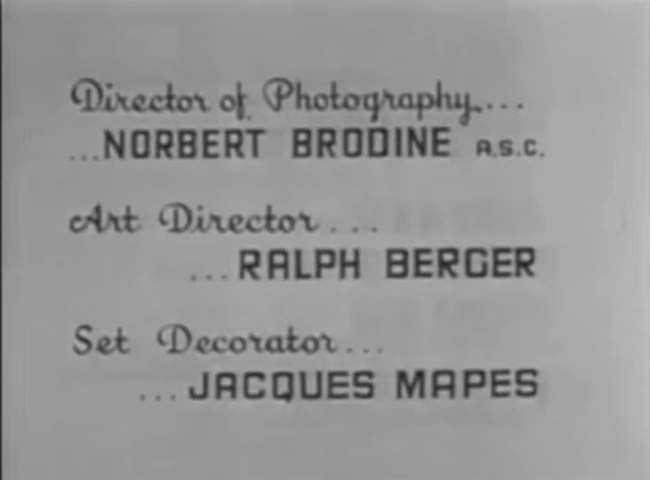 Director of Photography...
...NORBERT BRODINE A.S.C.
Art Director...
...RALPH BERGER
Set Decorator...
...JACQUES MAPES